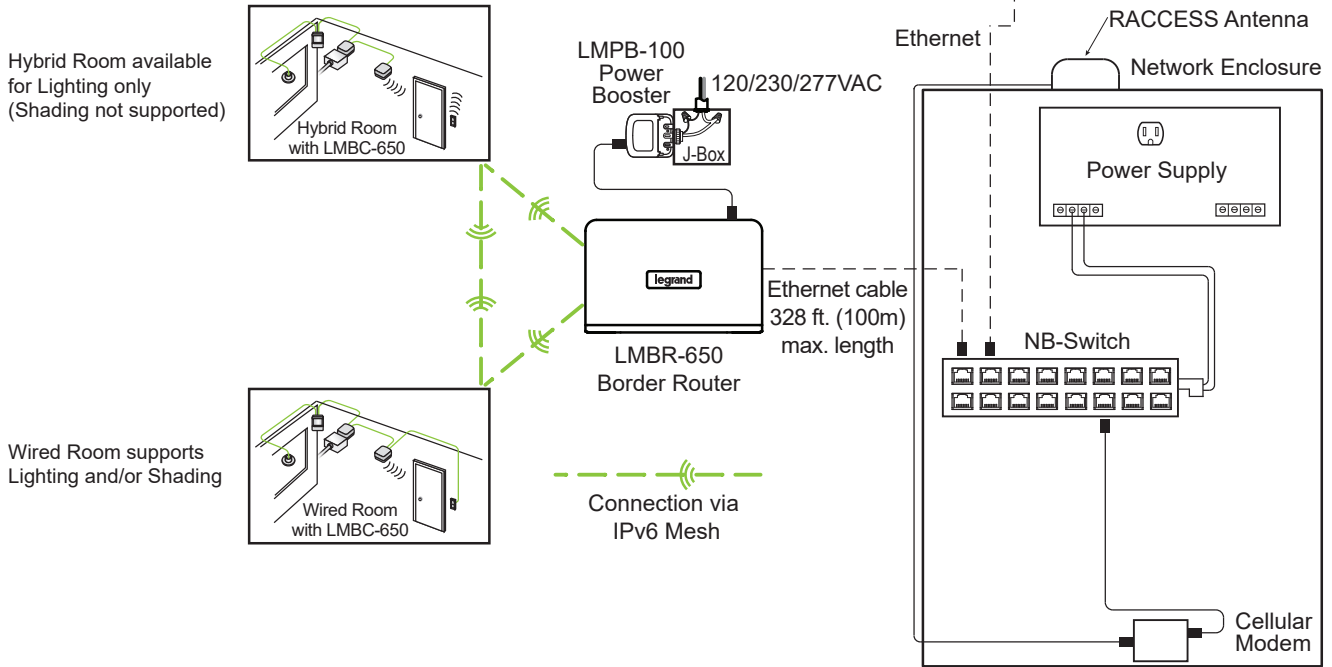 Hybrid Room available
for Lighting only
(Shading not supported)
Hybrid Room
with LMBC-650
LMPB-100
Power
Booster
120/230/277VAC
J-Box
Ethernet
RACCESS Antenna
Network Enclosure
Power Supply
legrand
LMBR-650
Border Router
Ethernet cable
328 ft. (100m)
max. length
NB-Switch
Wired Room supports
Lighting and/or Shading
Wired Room
with LMBC-650
Connection via
IPv6 Mesh
Cellular
Modem